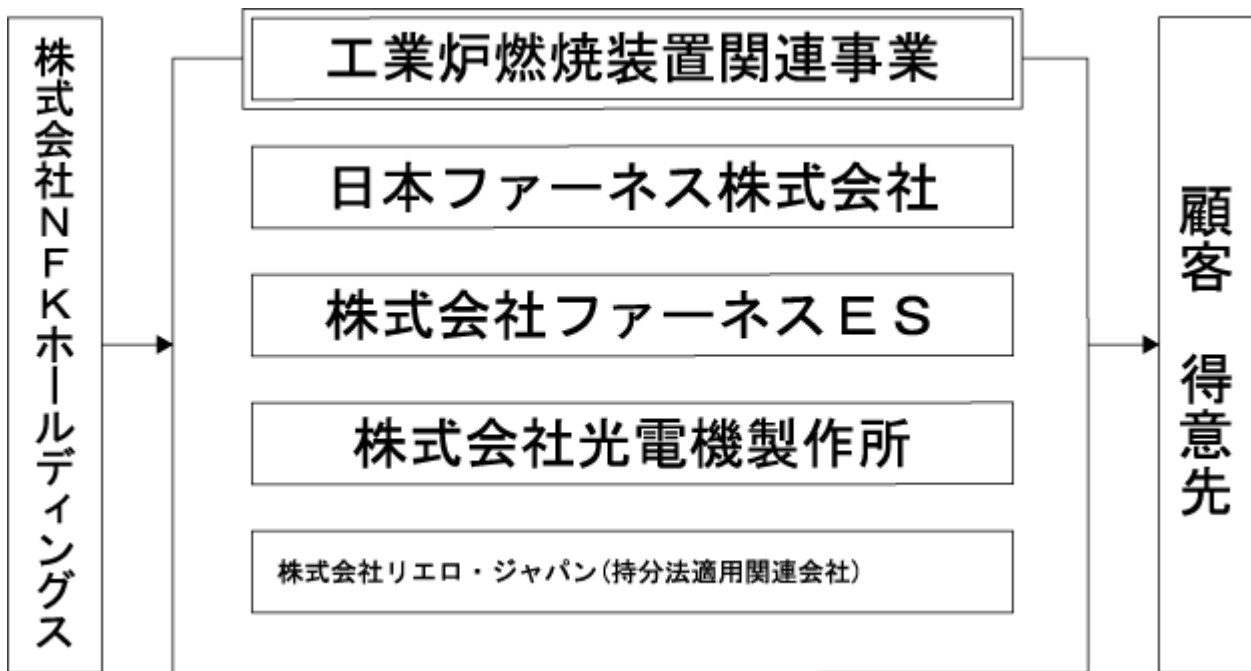 株式会社ＮＦＫホールディングス
工業炉燃焼装置関連事業
日本ファーネス株式会社
株式会社ファーネスＥＳ
株式会社光電機製作所
株式会社リエロ・ジャパン(持分法適用関連会社)
顧客　得意先